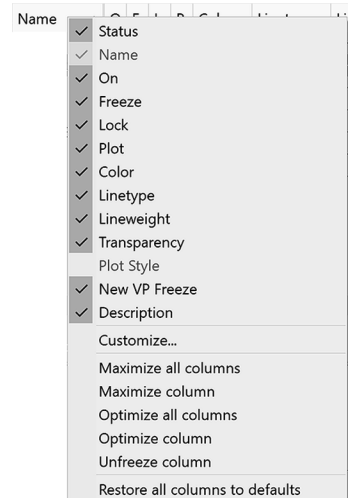 Name
Status
Name
On
Freeze
Lock
Plot
Color
Linetype
Lineweight
Transparency
Plot Style
New VP Freeze
Description
Customize...
Maximize all columns
Maximize column
Optimize all columns
Optimize column
Unfreeze column
Restore all columns to defaults